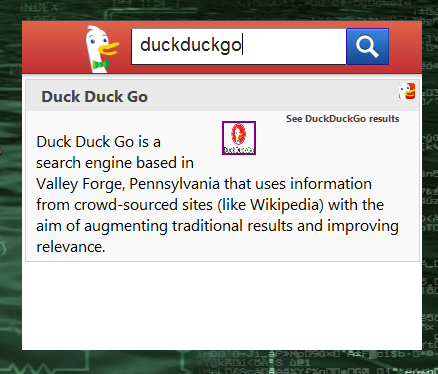 duckduckgo
Duck Duck Go
See DuckDuckGo results
DuckDuckGo
Duck Duck Go is a
search engine based in
Valley Forge, Pennsylvania that uses information
from crowd-sourced sites (like Wikipedia) with the
aim of augmenting traditional results and improving
relevance.